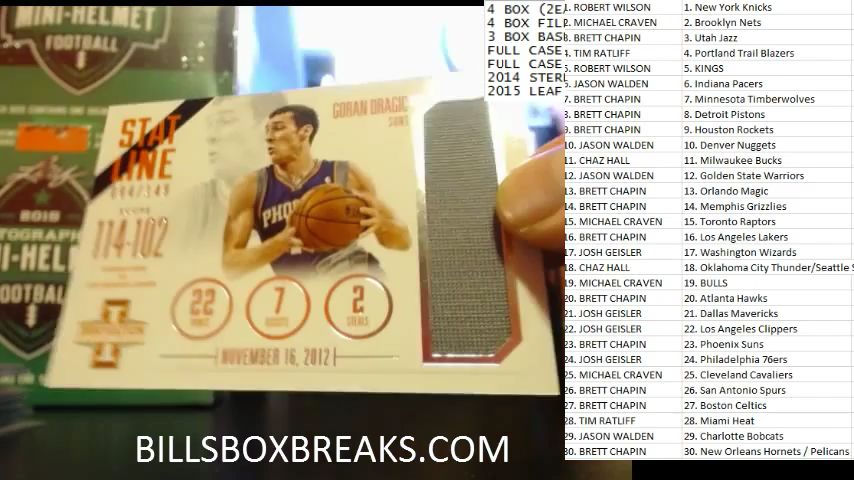 MINI-HELMET
FOOTBALL
4 BOX (2E
4 BOX FIL
3 BOX BAS
FULL CASE
FULL CASE
2014 STER
2015 LEAF
1. ROBERT WILSON 1. New York Knicks
2. MICHAEL CRAVEN 2. Brooklyn Nets
3. BRETT CHAPIN 3. Utah Jazz
4. TIM RATLIFF 4. Portland Trail Blazers
5. ROBERT WILSON 5. KINGS
6. JASON WALDEN 6. Indiana Pacers
7. BRETT CHAPIN 7. Minnesota Timberwolves
8. BRETT CHAPIN 8. Detroit Pistons
9. BRETT CHAPIN 9. Houston Rockets
10. JASON WALDEN 10. Denver Nuggets
11. CHAZ HALL 11. Milwaukee Bucks
12. JASON WALDEN 12. Golden State Warriors
13. BRETT CHAPIN 13. Orlando Magic
14. BRETT CHAPIN 14. Memphis Grizzlies
15. MICHAEL CRAVEN 15. Toronto Raptors
16. BRETT CHAPIN 16. Los Angeles Lakers
17. JOSH GEISLER 17. Washington Wizards
18. CHAZ HALL 18. Oklahoma City Thunder/Seattle S
19. MICHAEL CRAVEN 19. BULLS
20. BRETT CHAPIN 20. Atlanta Hawks
21. JOSH GEISLER 21. Dallas Mavericks
22. JOSH GEISLER 22. Los Angeles Clippers
23. BRETT CHAPIN 23. Phoenix Suns
24. JOSH GEISLER 24. Philadelphia 76ers
25. MICHAEL CRAVEN 25. Cleveland Cavaliers
26. BRETT CHAPIN 26. San Antonio Spurs
27. BRETT CHAPIN 27. Boston Celtics
28. TIM RATLIFF 28. Miami Heat
29. JASON WALDEN 29. Charlotte Bobcats
30. BRETT CHAPIN 30. New Orleans Hornets / Pelicans
GORAN DRAGIC
SUNS
STAT
LINE
SCORE
114-102
PHO
22
POINTS
7
ASSISTS
2
STEALS
INNOVATION
NOVEMBER 16, 2012
2015
MINI-HEL
FOOTBAL
BILLSBOXBREAKS.COM